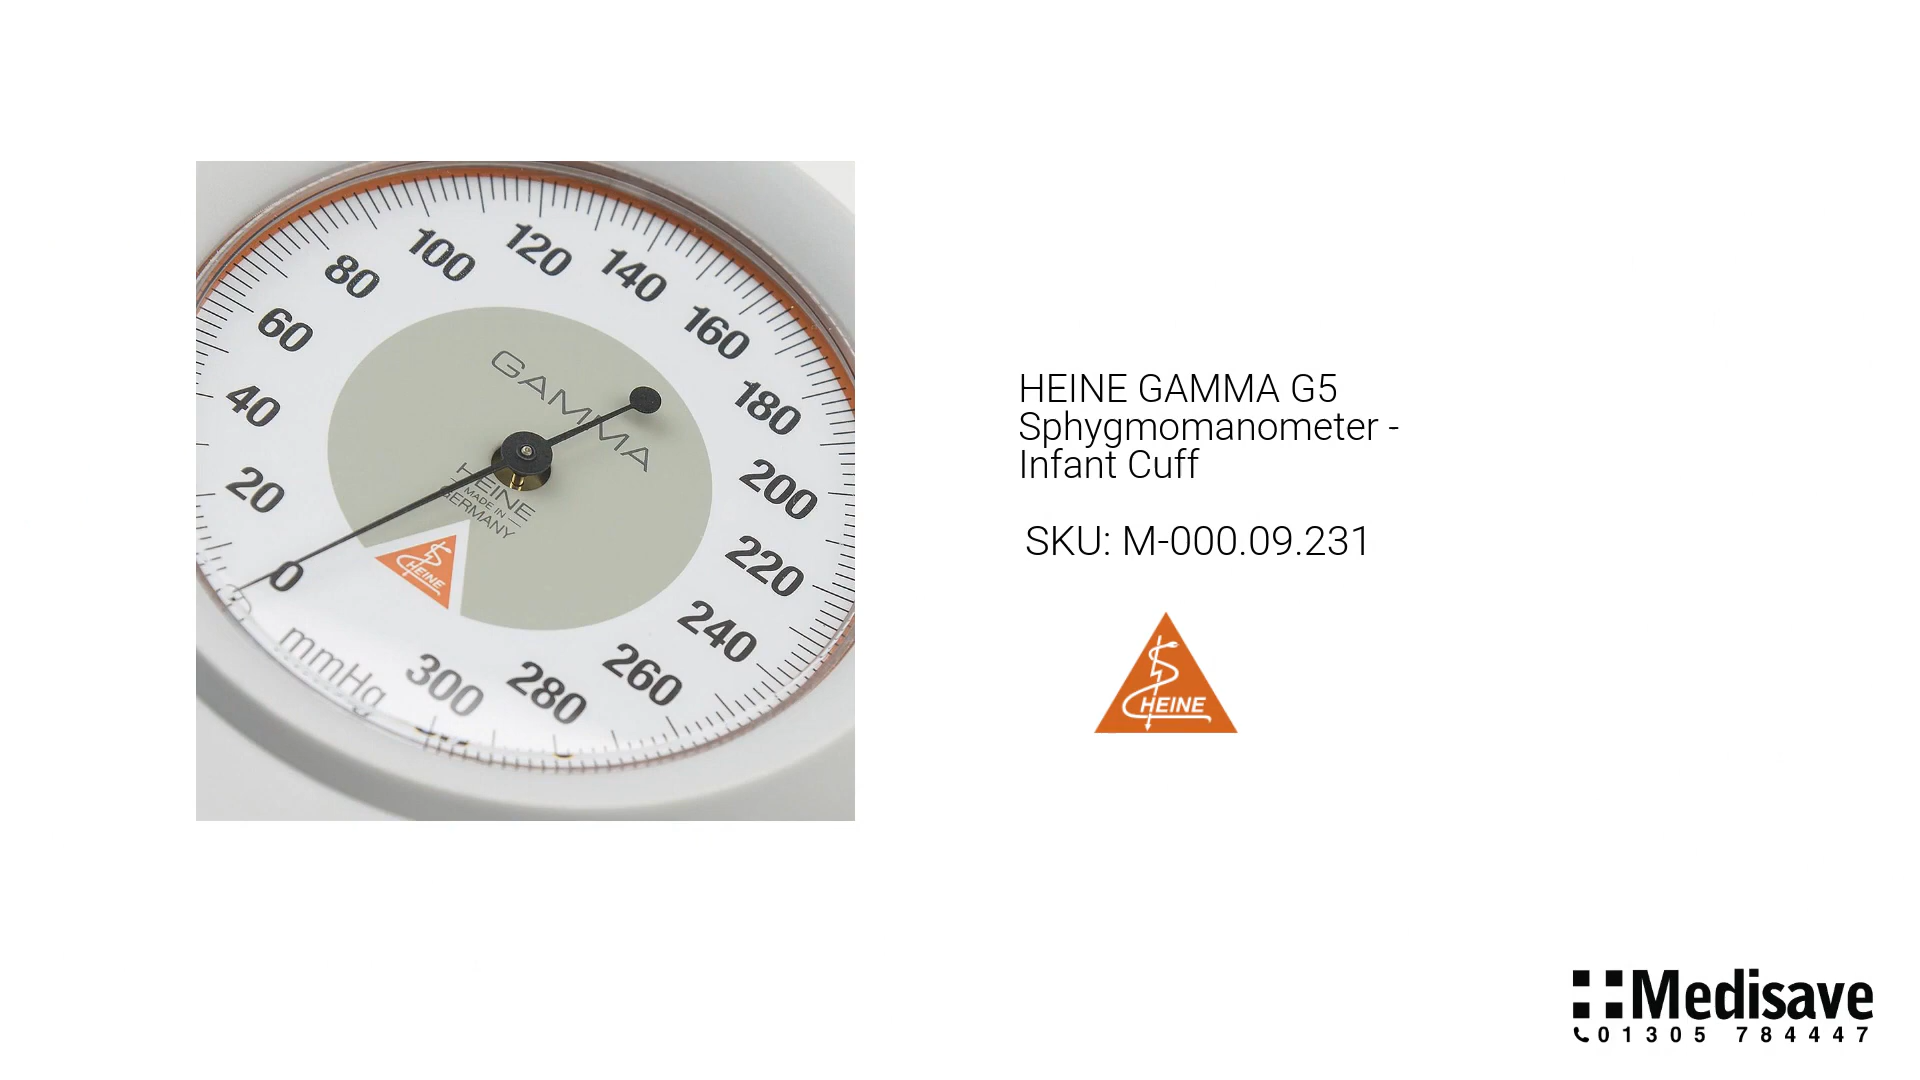 120
100
140
80
160
60
GAMMA
40
180
HEINE
MADE IN
GERMANY
20
200
HEINE
0
220
mmHg
240
300
280
260
HEINE GAMMA G5
Sphygmomanometer -
Infant Cuff
SKU: M-000.09.231
HEINE
Medisave
01305 784447